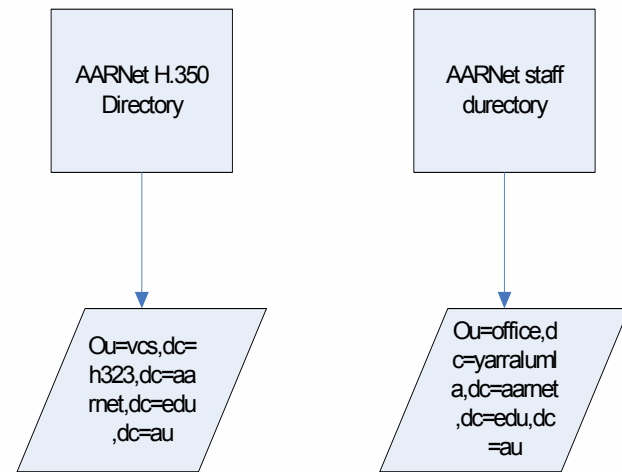 AARNet H.350
Directory
AARNet staff
durectory
Ou=vcs,dc=
h323,dc=aa
rnet,dc=edu
,dc=au
Ou=office,d
c=yarraluml
a,dc=aarnet
,dc=edu,dc
=au